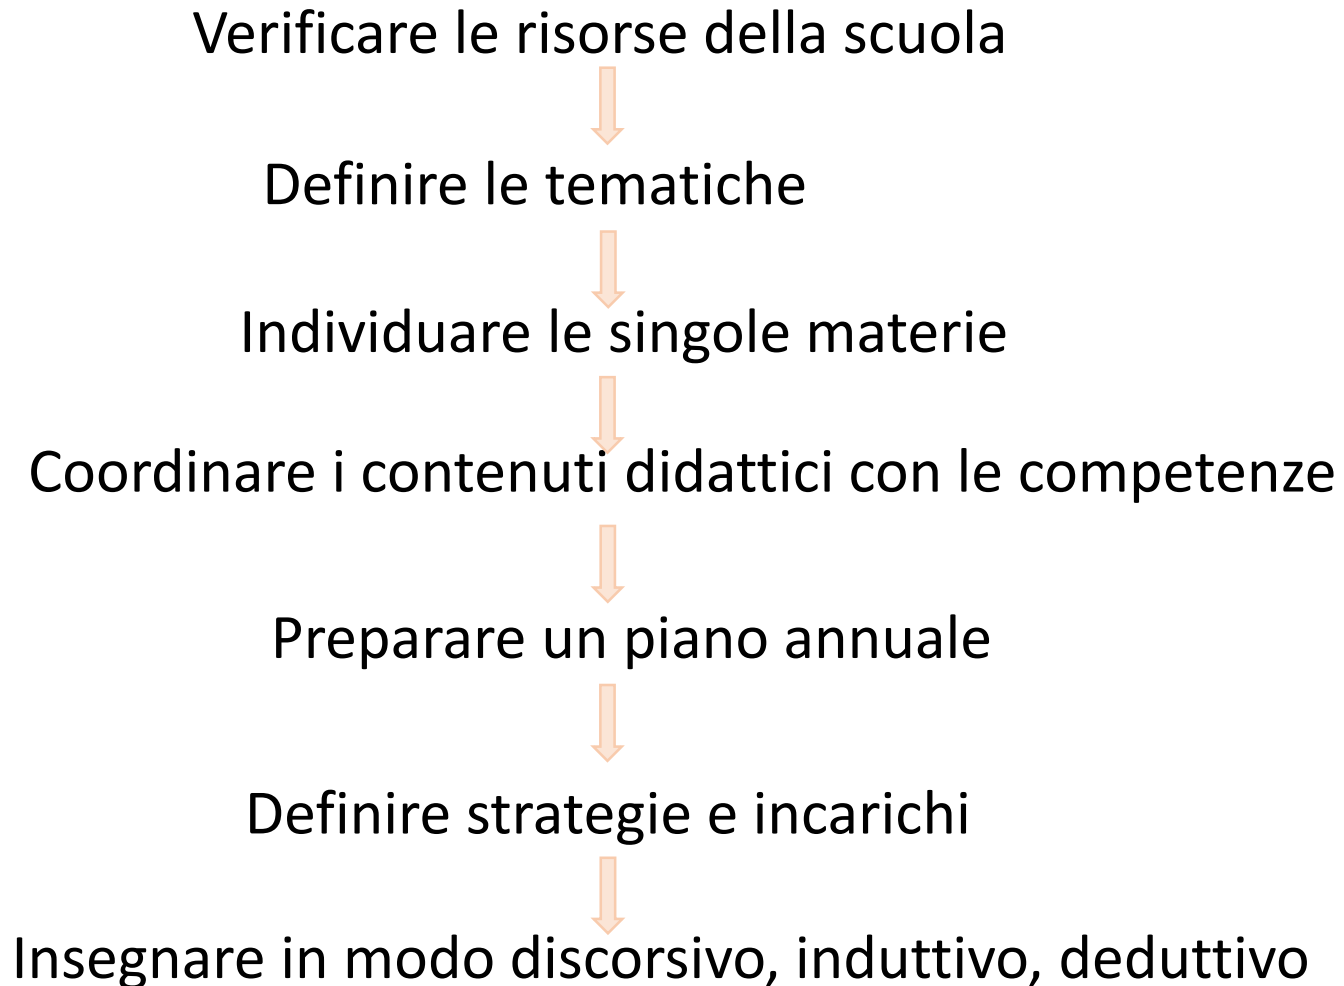 Verificare le risorse della scuola
Definire le tematiche
Individuare le singole materie
Coordinare i contenuti didattici con le competenze
Preparare un piano annuale
Definire strategie e incarichi
Insegnare in modo discorsivo, induttivo, deduttivo